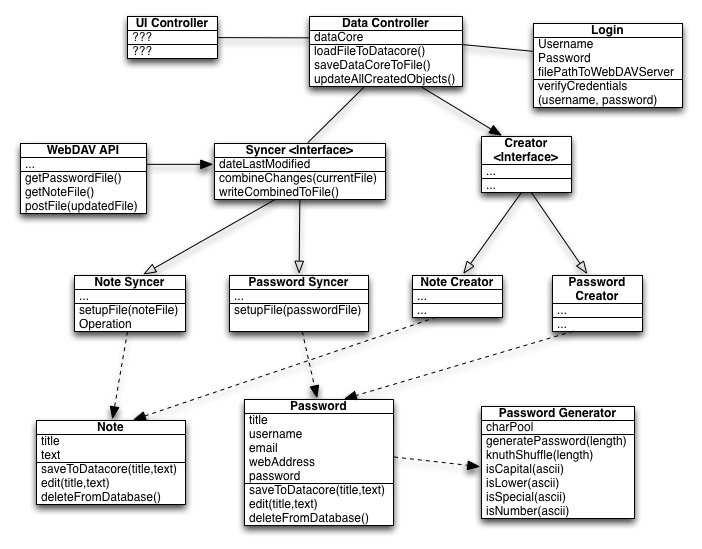 UI Controller
???
???
Data Controller
dataCore
loadFileToDatacore()
saveDataCoreToFile()
updateAllCreatedObjects()
Login
Username
Password
filePathToWebDAVServer
verifyCredentials
(username, password)
WebDAV API
...
getPasswordFile()
getNoteFile()
postFile(updatedFile)
Syncer <Interface>
dateLastModified
combineChanges(currentFile)
writeCombinedToFile()
Creator
<Interface>
...
...
Note Syncer
...
setupFile(noteFile)
Operation
Password Syncer
...
setupFile(passwordFile)
Note Creator
...
...
Password
Creator
...
...
Note
title
text
saveToDatacore(title,text)
edit(title,text)
deleteFromDatabase()
Password
title
username
email
webAddress
password
saveToDatacore(title,text)
edit(title,text)
deleteFromDatabase()
Password Generator
charPool
generatePassword(length)
knuthShuffle(length)
isCapital(ascii)
isLower(ascii)
isSpecial(ascii)
isNumber(ascii)